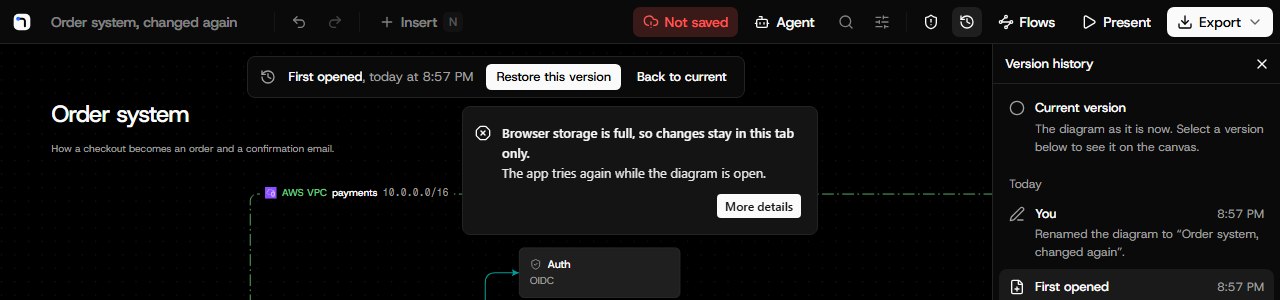 Order system, changed again
Insert N
Not saved
Agent
Flows
Present
Export
First opened, today at 8:57 PM
Restore this version
Back to current
Version history
Order system
How a checkout becomes an order and a confirmation email.
Browser storage is full, so changes stay in this tab
only.
The app tries again while the diagram is open.
More details
AWS VPC payments 10.0.0.0/16
Auth
OIDC
Current version
The diagram as it is now. Select a version
below to see it on the canvas.
Today
You 8:57 PM
Renamed the diagram to “Order system,
changed again”.
First opened 8:57 PM